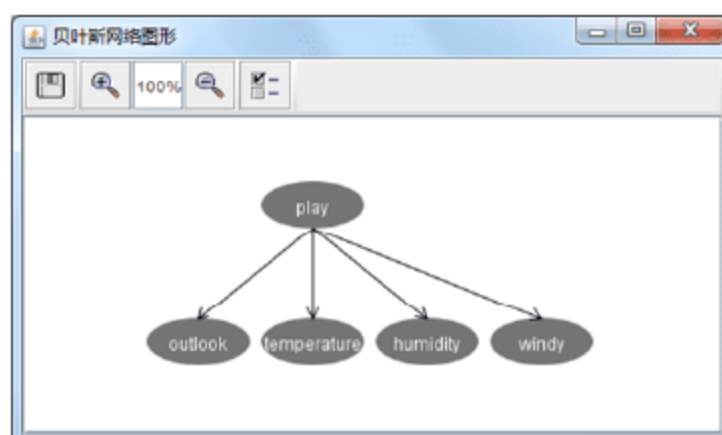 贝叶斯网络图形
100%
play
outlook temperature humidity windy